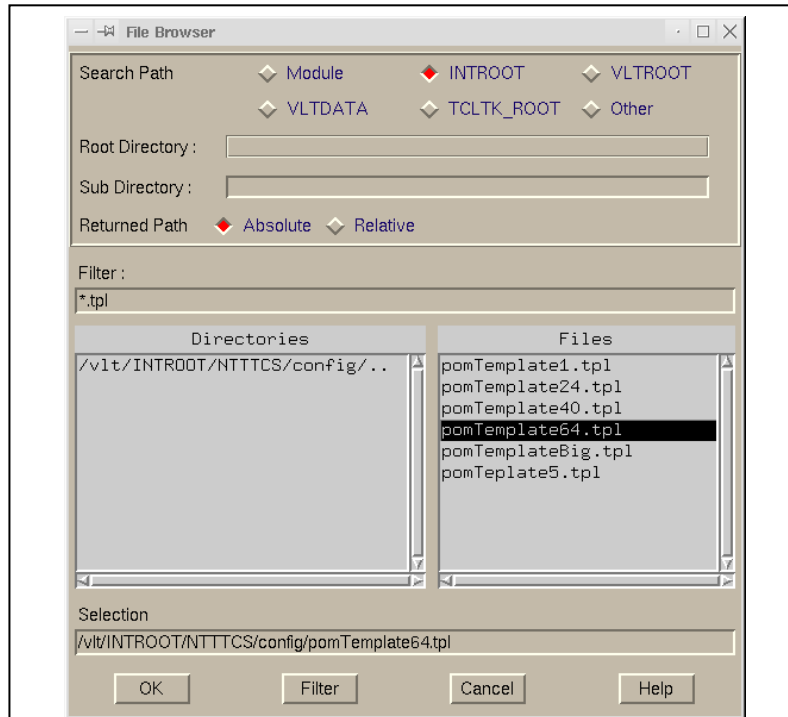 File Browser
Search Path Module INTROOT VLTROOT
VLTDATA TCLTK_ROOT Other
Root Directory :
Sub Directory :
Returned Path Absolute Relative
Filter :
*.tpl
Directories
/vlt/INTROOT/NTTTCS/config/..
Files
pomTemplate1.tpl
pomTemplate24.tpl
pomTemplate40.tpl
pomTemplate64.tpl
pomTemplateBig.tpl
pomTeplate5.tpl
Selection
/vlt/INTROOT/NTTTCS/config/pomTemplate64.tpl
OK Filter Cancel Help